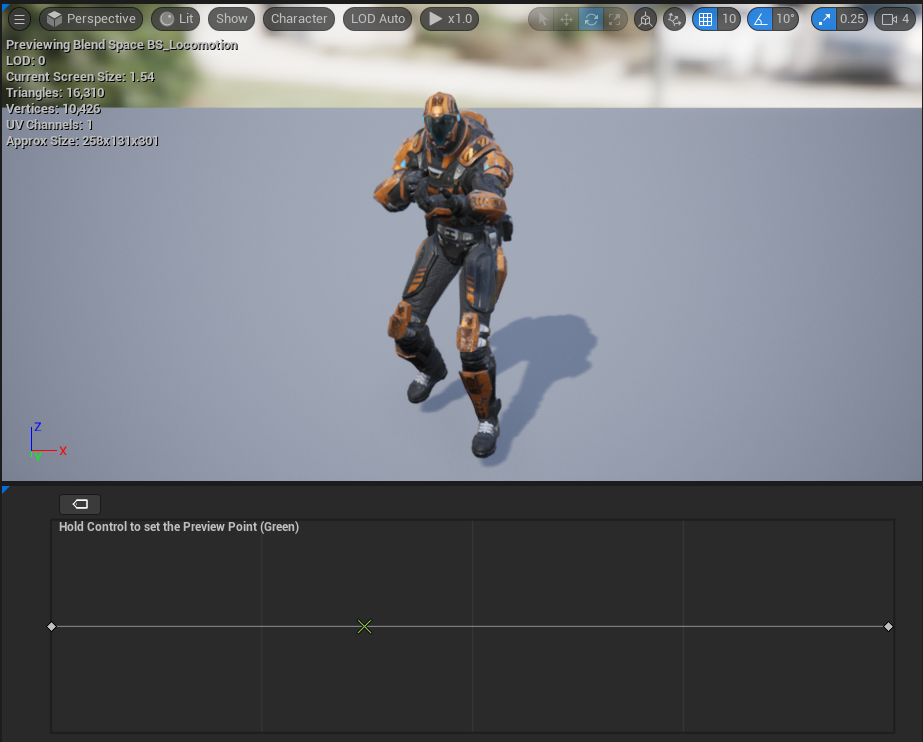 Perspective Lit Show Character LOD Auto x1.0 10 10° 0.25 4
Previewing Blend Space BS_Locomotion
LOD: 0
Current Screen Size: 1.54
Triangles: 16,310
Vertices: 10,426
UV Channels: 1
Approx Size: 258x131x301
Z
X
Y
Hold Control to set the Preview Point (Green)